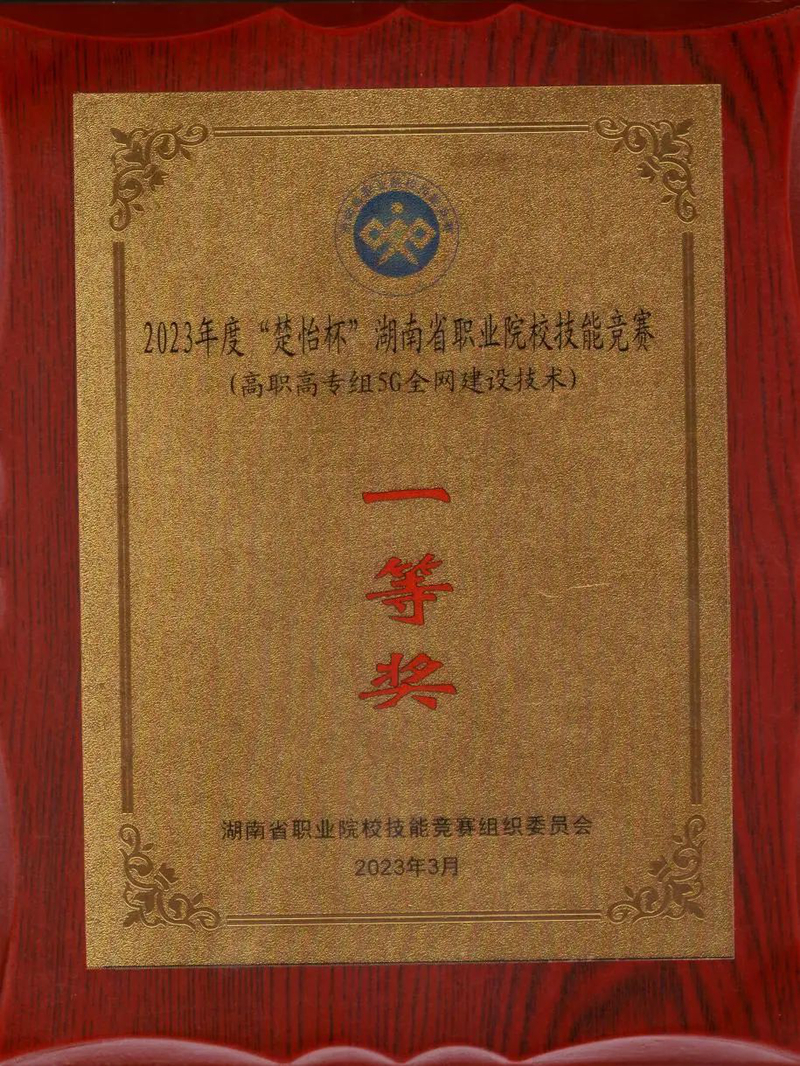 2023年度“楚怡杯”湖南省职业院校技能竞赛
(高职高专组5G全网建设技术)
一
等
奖
湖南省职业院校技能竞赛组织委员会
2023年3月